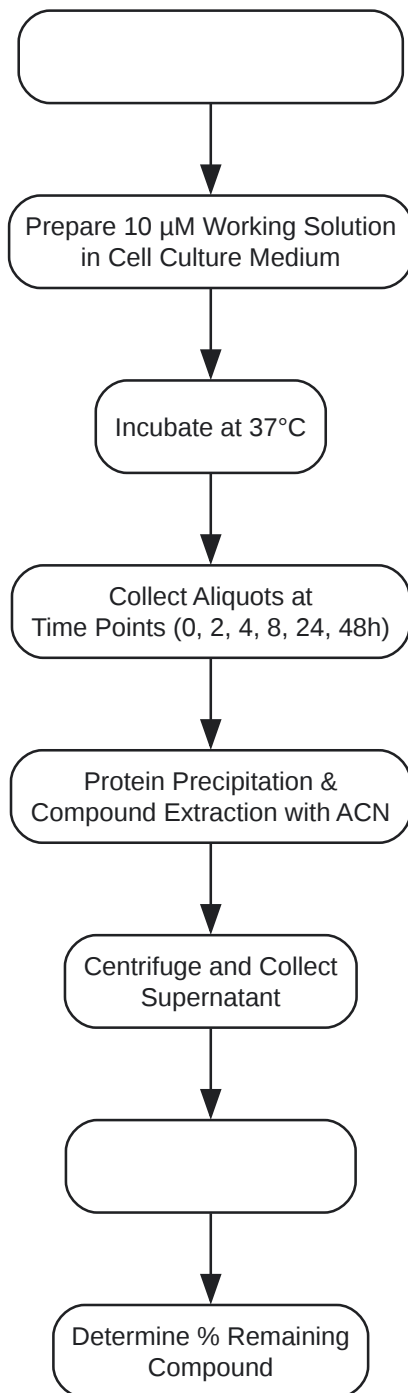 Prepare 10 µM Working Solution
in Cell Culture Medium
Incubate at 37°C
Collect Aliquots at
Time Points (0, 2, 4, 8, 24, 48h)
Protein Precipitation &
Compound Extraction with ACN
Centrifuge and Collect
Supernatant
Determine % Remaining
Compound